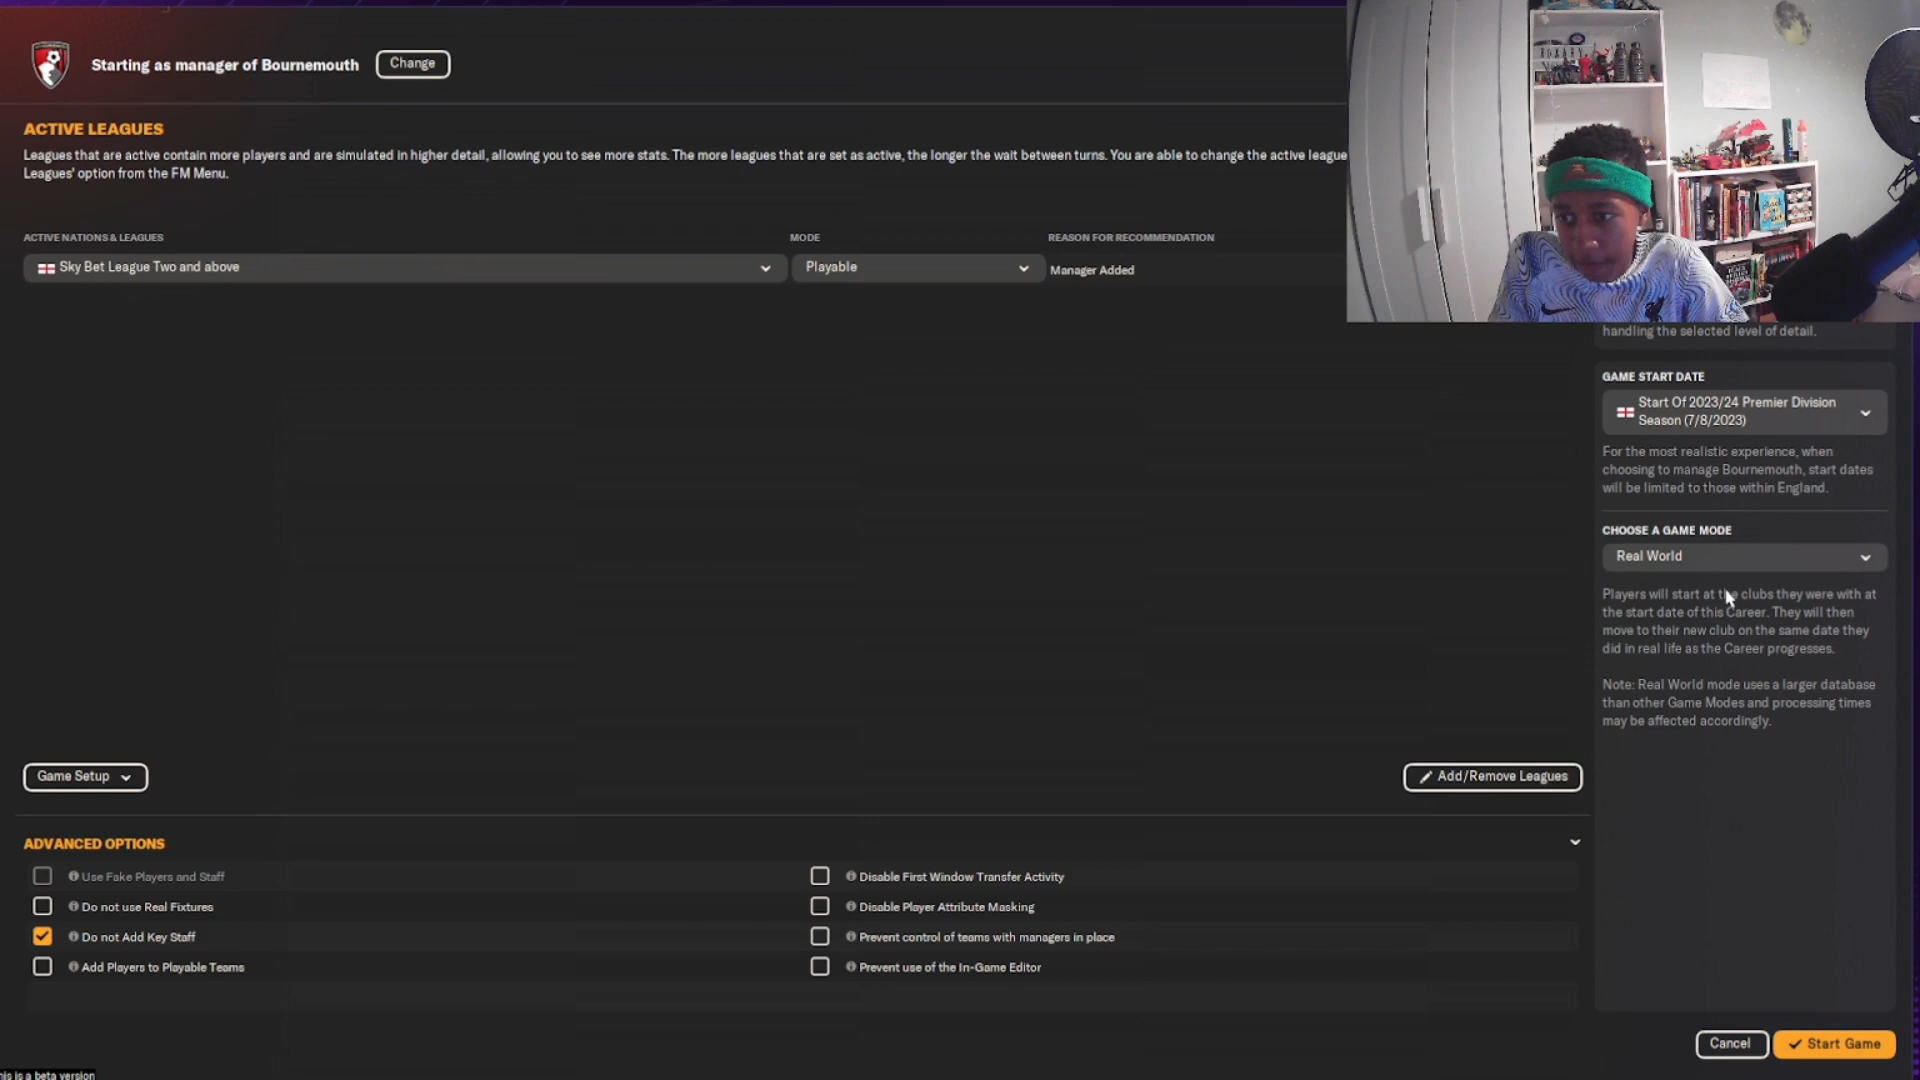 Starting as manager of Bournemouth
Change
ACTIVE LEAGUES
Leagues that are active contain more players and are simulated in higher detail, allowing you to see more stats. The more leagues that are set as active, the longer the wait between turns. You are able to change the active league
Leagues' option from the FM Menu.
ACTIVE NATIONS & LEAGUES
MODE
REASON FOR RECOMMENDATION
Sky Bet League Two and above
Playable
Manager Added
handling the selected level of detail.
GAME START DATE
Start Of 2023/24 Premier Division
Season (7/8/2023)
For the most realistic experience, when
choosing to manage Bournemouth, start dates
will be limited to those within England.
CHOOSE A GAME MODE
Real World
Players will start at the clubs they were with at
the start date of this Career. They will then
move to their new club on the same date they
did in real life as the Career progresses.
Note: Real World mode uses a larger database
than other Game Modes and processing times
may be affected accordingly.
Game Setup
Add/Remove Leagues
ADVANCED OPTIONS
Use Fake Players and Staff
Do not use Real Fixtures
Do not Add Key Staff
Add Players to Playable Teams
Disable First Window Transfer Activity
Disable Player Attribute Masking
Prevent control of teams with managers in place
Prevent use of the In-Game Editor
Cancel
Start Game
his is a beta version